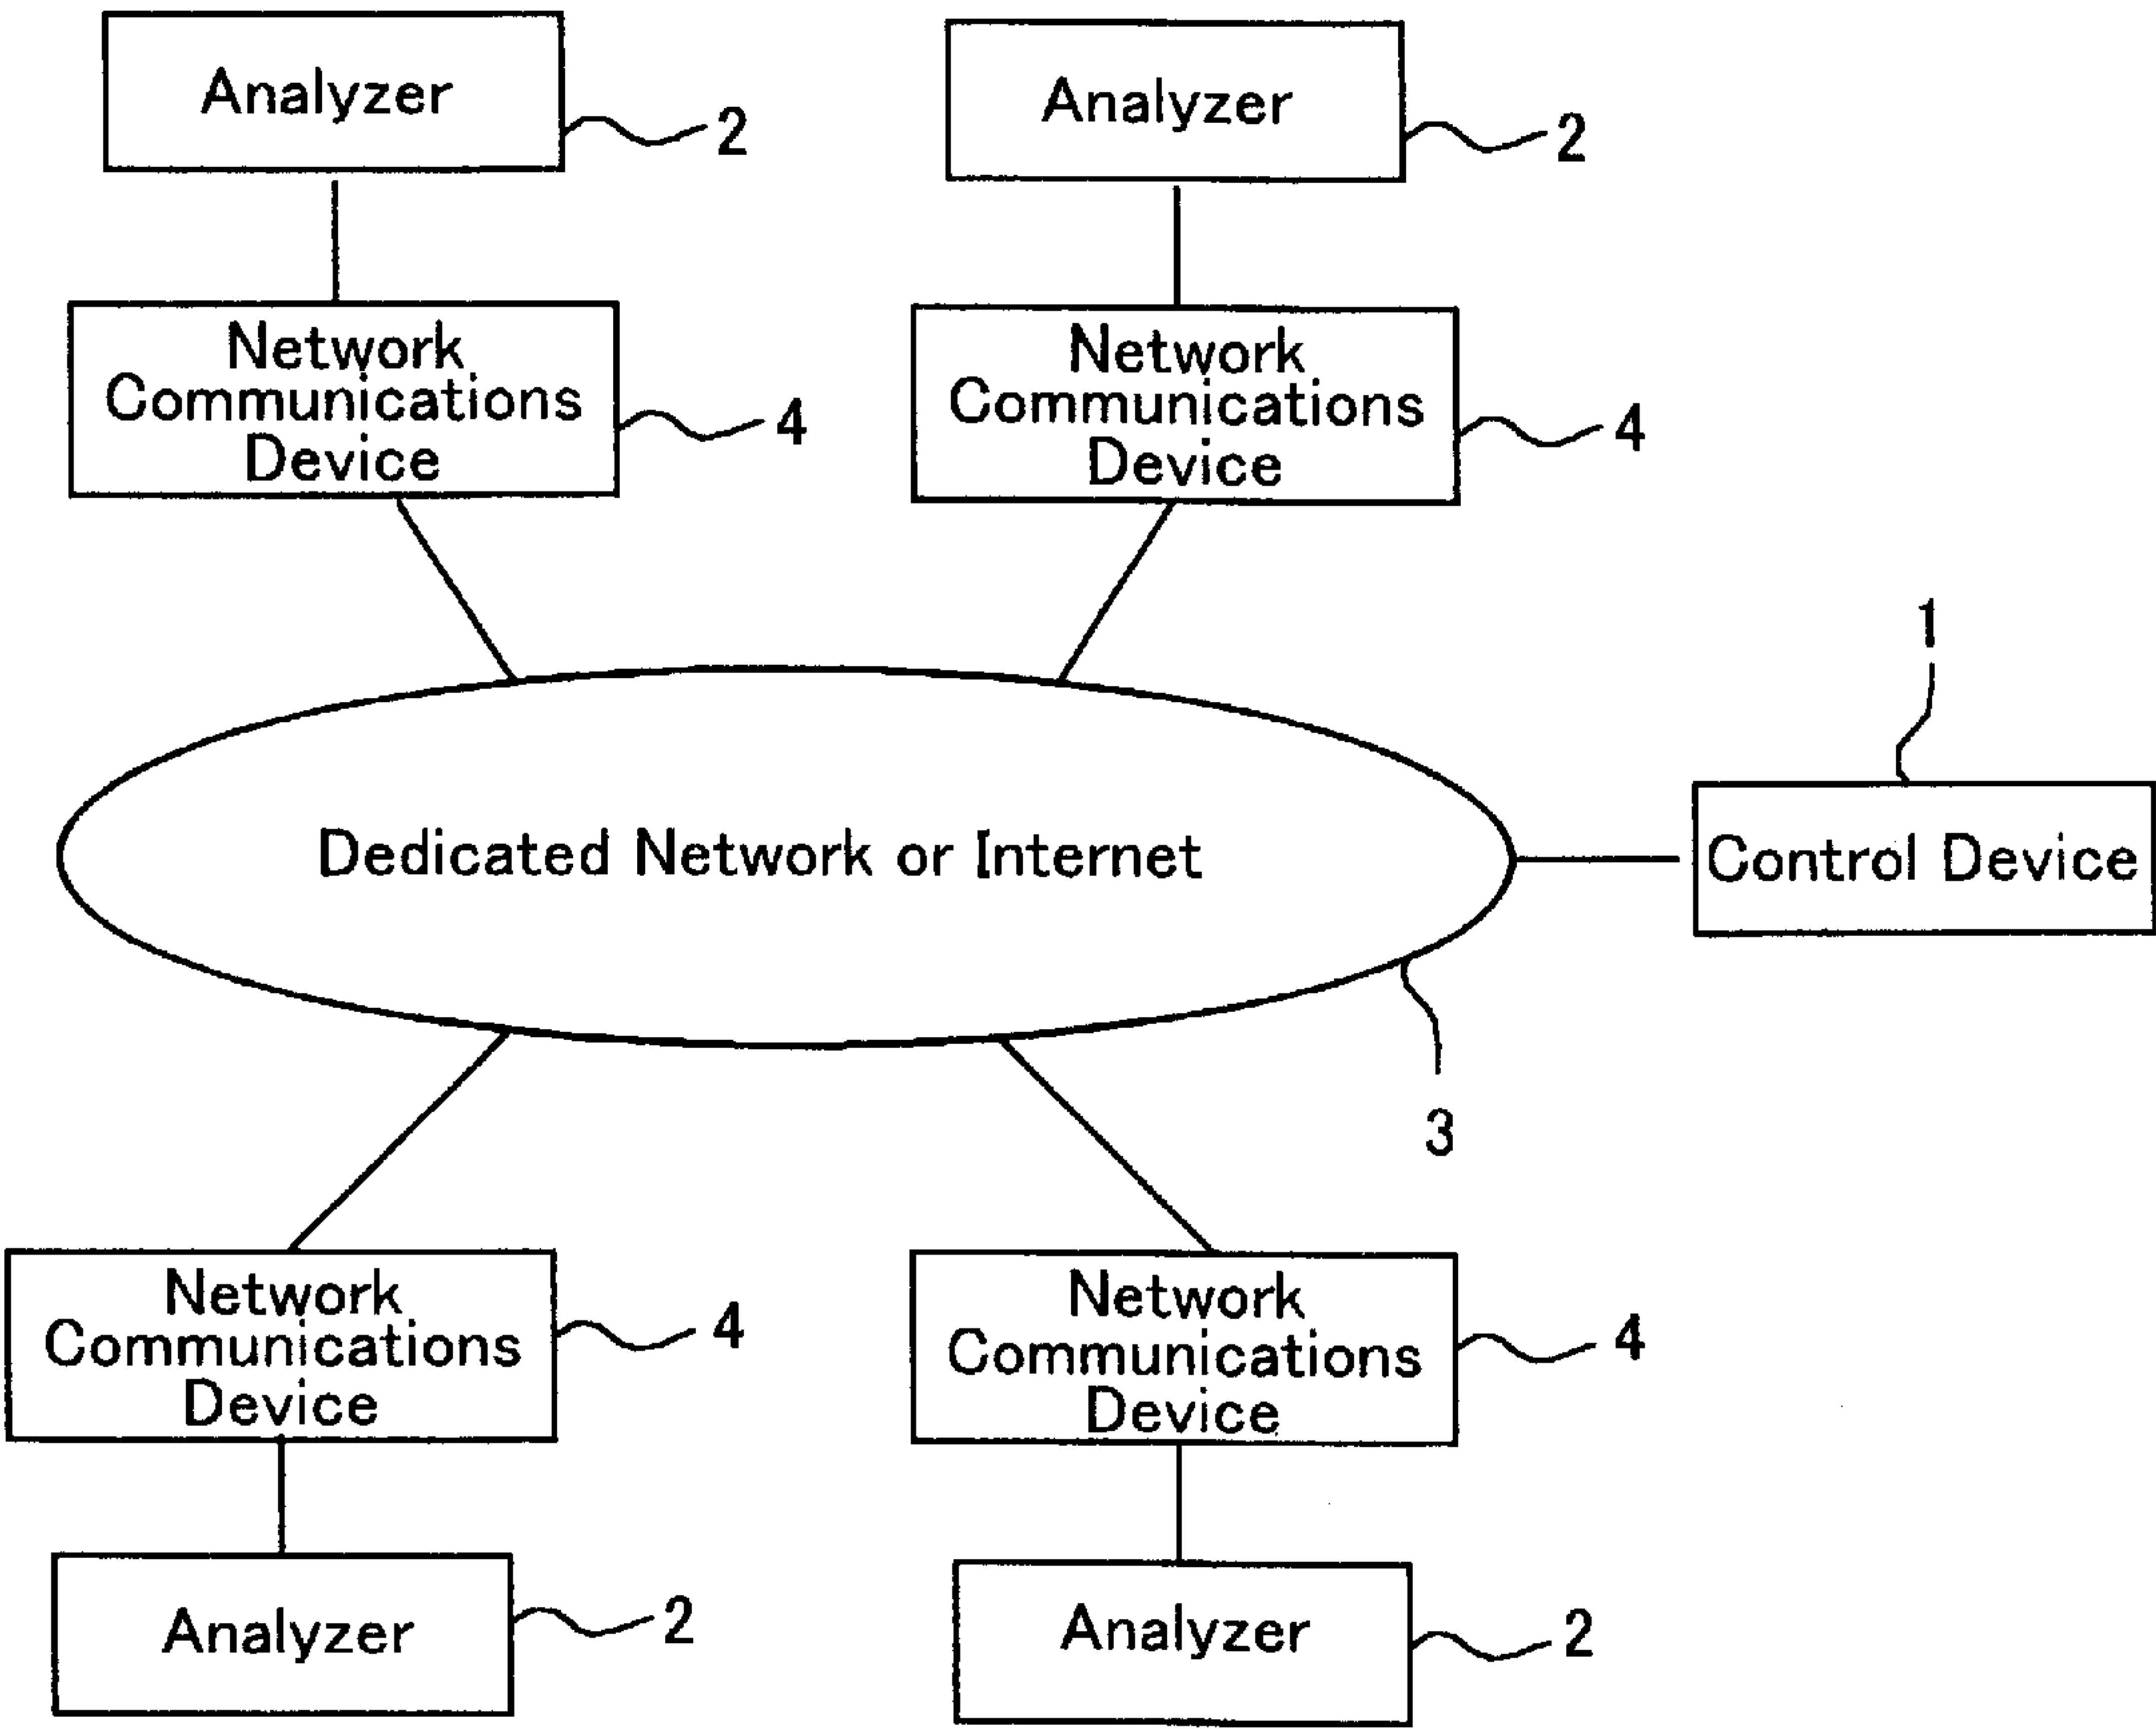 Analyzer
2
Analyzer
2
Network
Communications
Device
4
Network
Communications
Device
4
1
Dedicated Network or Internet
Control Device
3
Network
Communications
Device
4
Network
Communications
Device
4
Analyzer
2
Analyzer
2